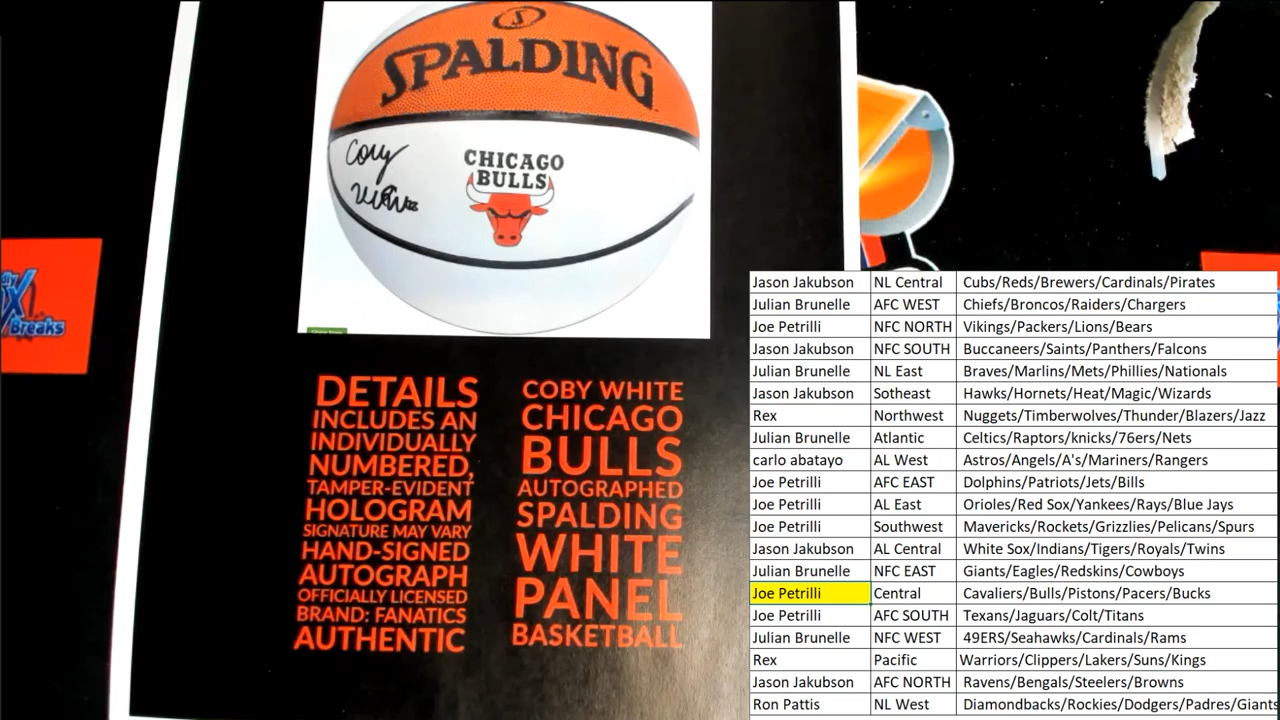 SPALDING
Coby
White
CHICAGO
BULLS
DETAILS
INCLUDES AN
INDIVIDUALLY
NUMBERED,
TAMPER-EVIDENT
HOLOGRAM
SIGNATURE MAY VARY
HAND-SIGNED
AUTOGRAPH
OFFICIALLY LICENSED
BRAND: FANATICS
AUTHENTIC
COBY WHITE
CHICAGO
BULLS
AUTOGRAPHED
SPALDING
WHITE
PANEL
BASKETBALL
Breaks
Jason Jakubson NL Central Cubs/Reds/Brewers/Cardinals/Pirates
Julian Brunelle AFC WEST Chiefs/Broncos/Raiders/Chargers
Joe Petrilli NFC NORTH Vikings/Packers/Lions/Bears
Jason Jakubson NFC SOUTH Buccaneers/Saints/Panthers/Falcons
Julian Brunelle NL East Braves/Marlins/Mets/Phillies/Nationals
Jason Jakubson Sotheast Hawks/Hornets/Heat/Magic/Wizards
Rex Northwest Nuggets/Timberwolves/Thunder/Blazers/Jazz
Julian Brunelle Atlantic Celtics/Raptors/knicks/76ers/Nets
carlo abatayo AL West Astros/Angels/A's/Mariners/Rangers
Joe Petrilli AFC EAST Dolphins/Patriots/Jets/Bills
Joe Petrilli AL East Orioles/Red Sox/Yankees/Rays/Blue Jays
Joe Petrilli Southwest Mavericks/Rockets/Grizzlies/Pelicans/Spurs
Jason Jakubson AL Central White Sox/Indians/Tigers/Royals/Twins
Julian Brunelle NFC EAST Giants/Eagles/Redskins/Cowboys
Joe Petrilli Central Cavaliers/Bulls/Pistons/Pacers/Bucks
Joe Petrilli AFC SOUTH Texans/Jaguars/Colt/Titans
Julian Brunelle NFC WEST 49ERS/Seahawks/Cardinals/Rams
Rex Pacific Warriors/Clippers/Lakers/Suns/Kings
Jason Jakubson AFC NORTH Ravens/Bengals/Steelers/Browns
Ron Pattis NL West Diamondbacks/Rockies/Dodgers/Padres/Giants